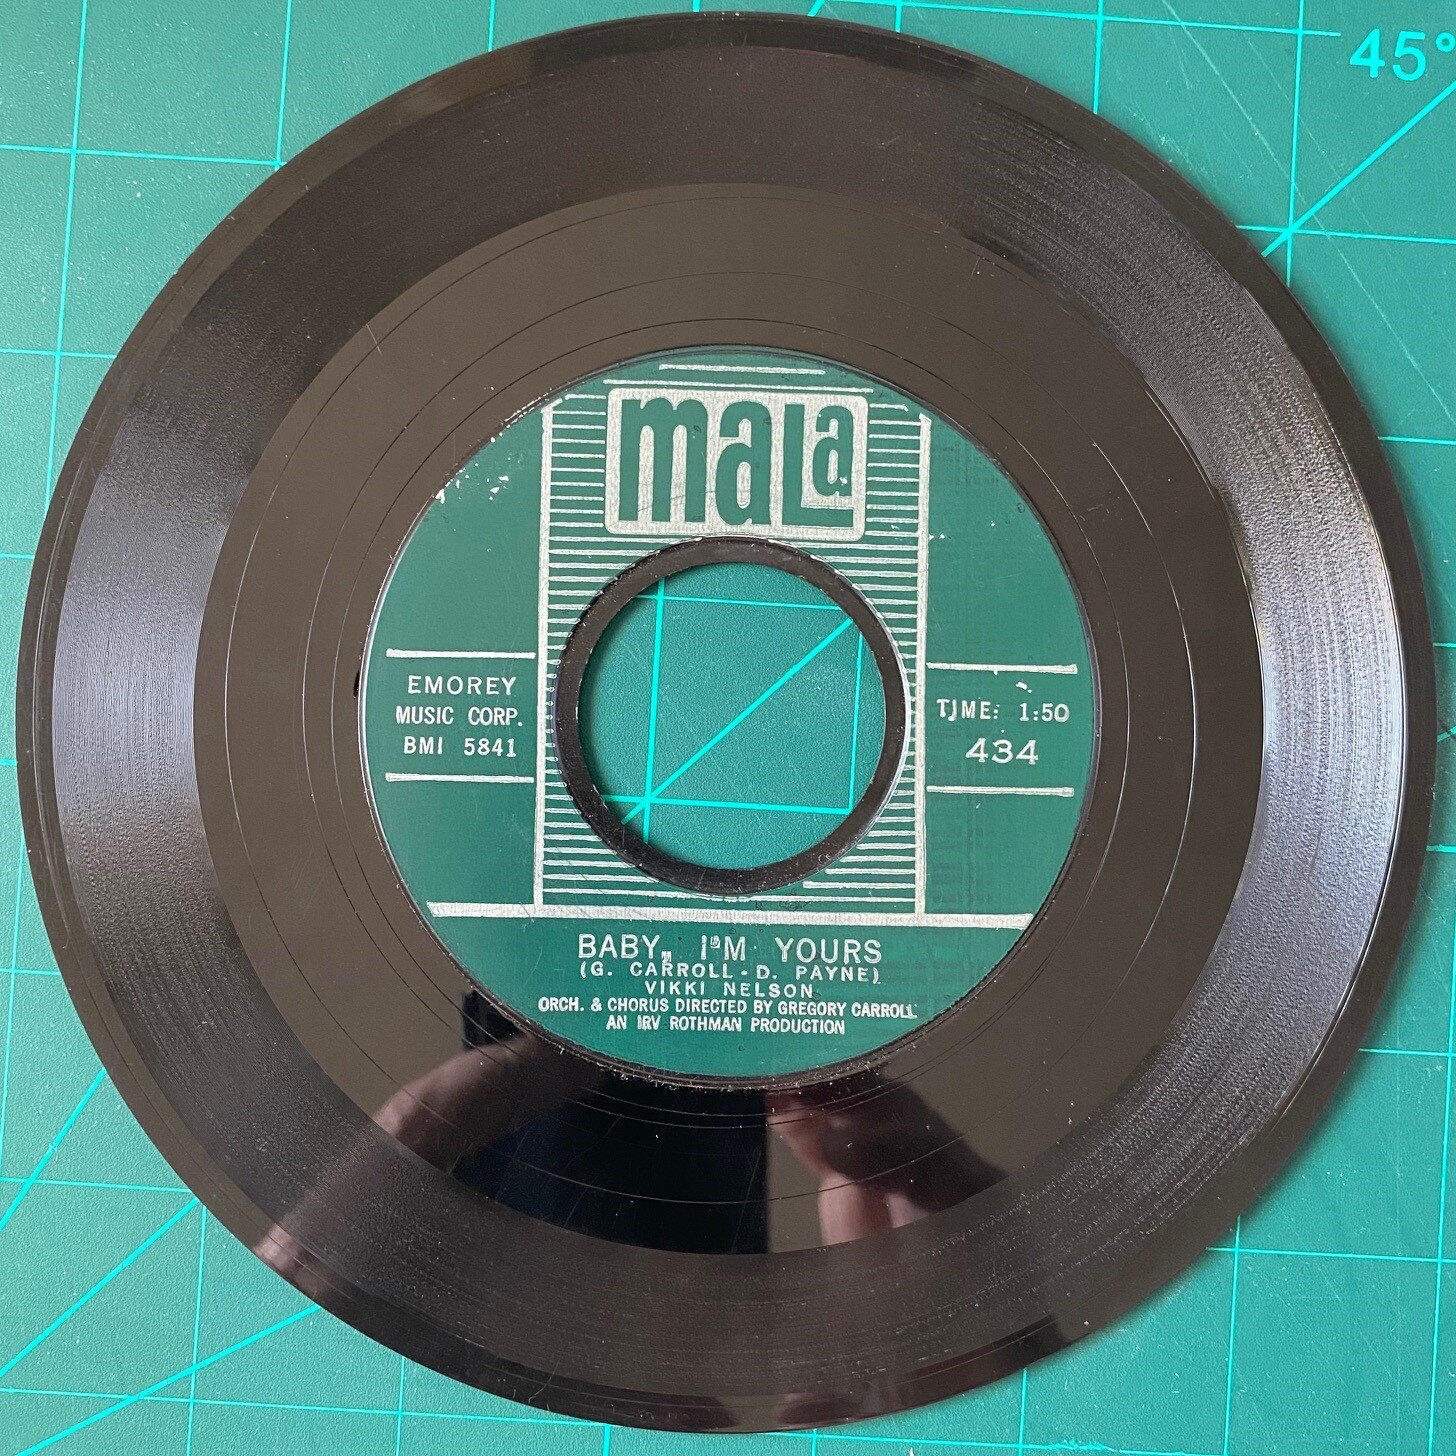 45°
maLa
EMOREY
MUSIC CORP.
BMI 5841
TIME: 1:50
434
BABY, I'M YOURS
(G. CARROLL - D. PAYNE)
VIKKI NELSON
ORCH. & CHORUS DIRECTED BY GREGORY CARROLL
AN IRV ROTHMAN PRODUCTION